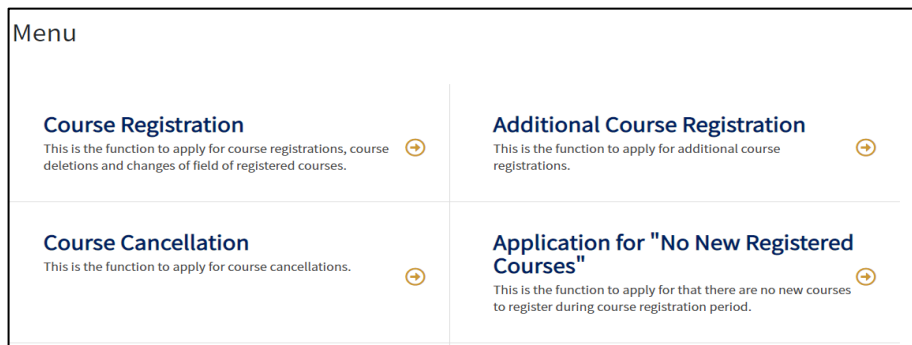 Menu
Course Registration
This is the function to apply for course registrations, course
deletions and changes of field of registered courses.
Additional Course Registration
This is the function to apply for additional course
registrations.
Course Cancellation
This is the function to apply for course cancellations.
Application for "No New Registered
Courses"
This is the function to apply for that there are no new courses
to register during course registration period.